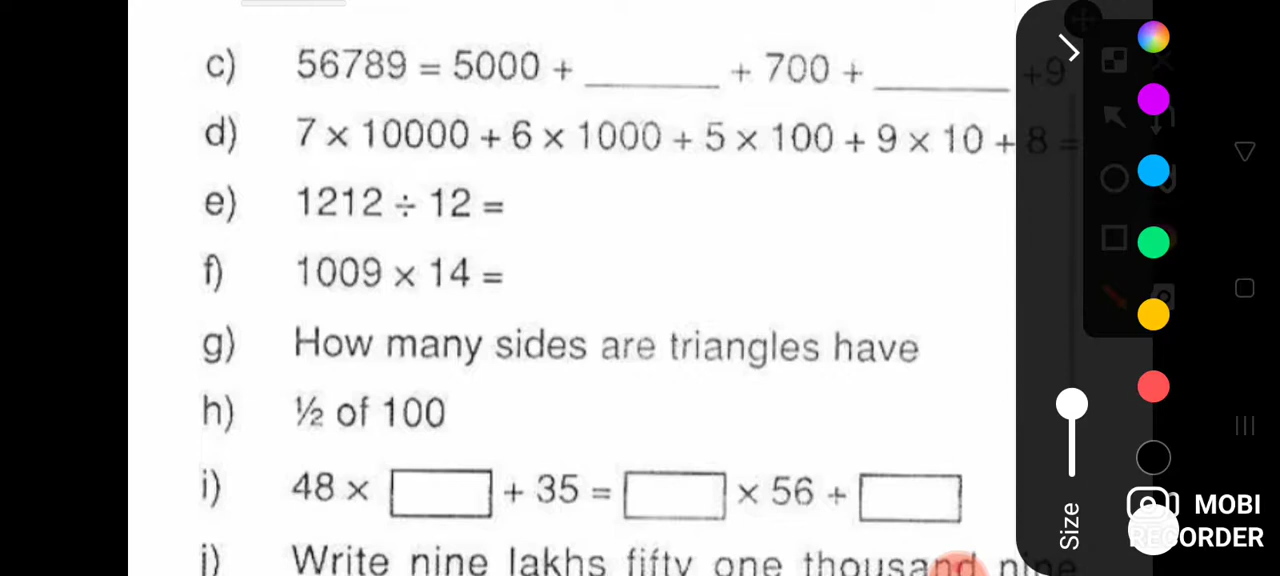 c) 56789 = 5000 + ______ + 700 + ______ +9
d) 7 × 10000 + 6 × 1000 + 5 × 100 + 9 × 10 + 8 =
e) 1212 ÷ 12 =
f) 1009 × 14 =
g) How many sides are triangles have
h) ½ of 100
i) 48 × + 35 = × 56 +
j) Write nine lakhs fifty one thousand nine
Size
MOBI
RECORDER